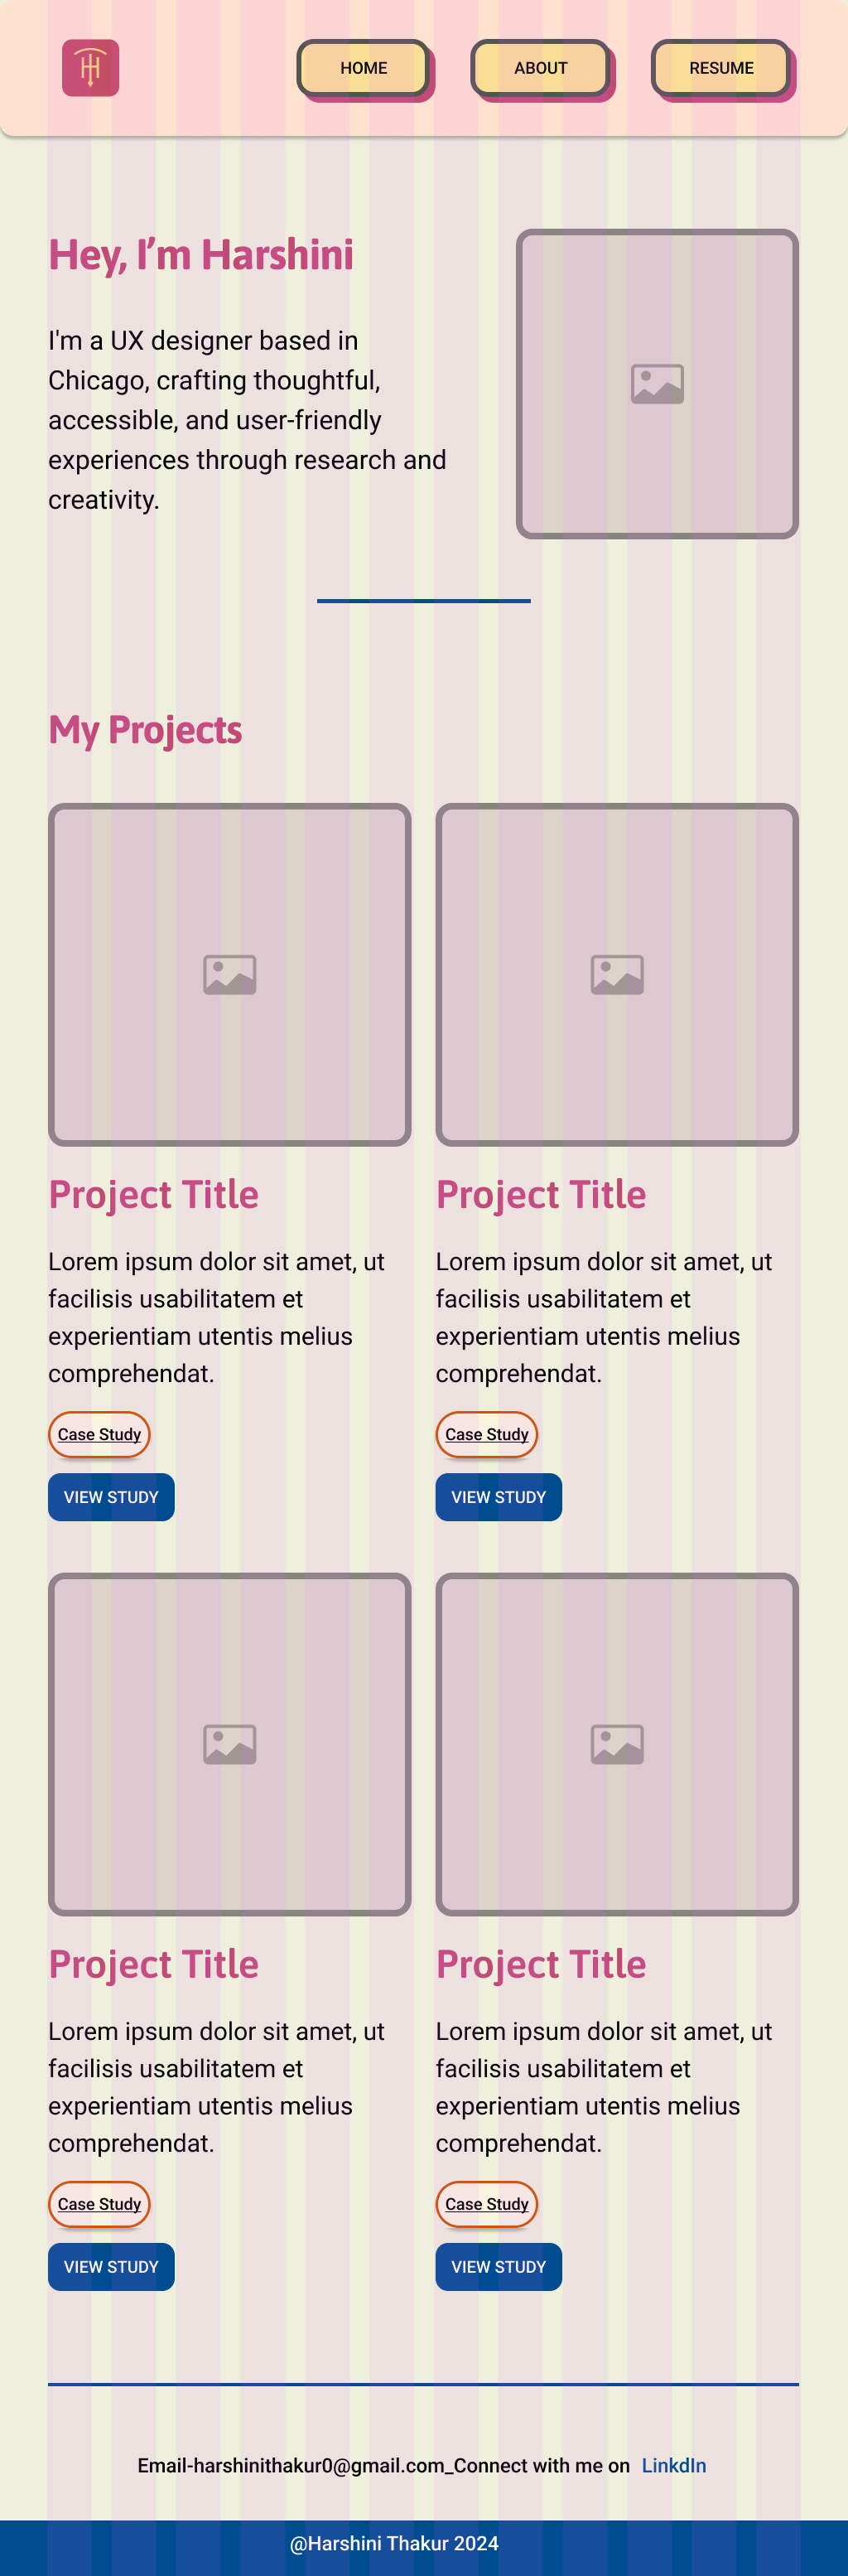 HOME ABOUT RESUME
Hey, I’m Harshini
I'm a UX designer based in
Chicago, crafting thoughtful,
accessible, and user-friendly
experiences through research and
creativity.
My Projects
Project Title
Lorem ipsum dolor sit amet, ut
facilisis usabilitatem et
experientiam utentis melius
comprehendat.
Case Study
VIEW STUDY
Project Title
Lorem ipsum dolor sit amet, ut
facilisis usabilitatem et
experientiam utentis melius
comprehendat.
Case Study
VIEW STUDY
Project Title
Lorem ipsum dolor sit amet, ut
facilisis usabilitatem et
experientiam utentis melius
comprehendat.
Case Study
VIEW STUDY
Project Title
Lorem ipsum dolor sit amet, ut
facilisis usabilitatem et
experientiam utentis melius
comprehendat.
Case Study
VIEW STUDY
Email-harshinithakur0@gmail.com_Connect with me on LinkdIn
@Harshini Thakur 2024